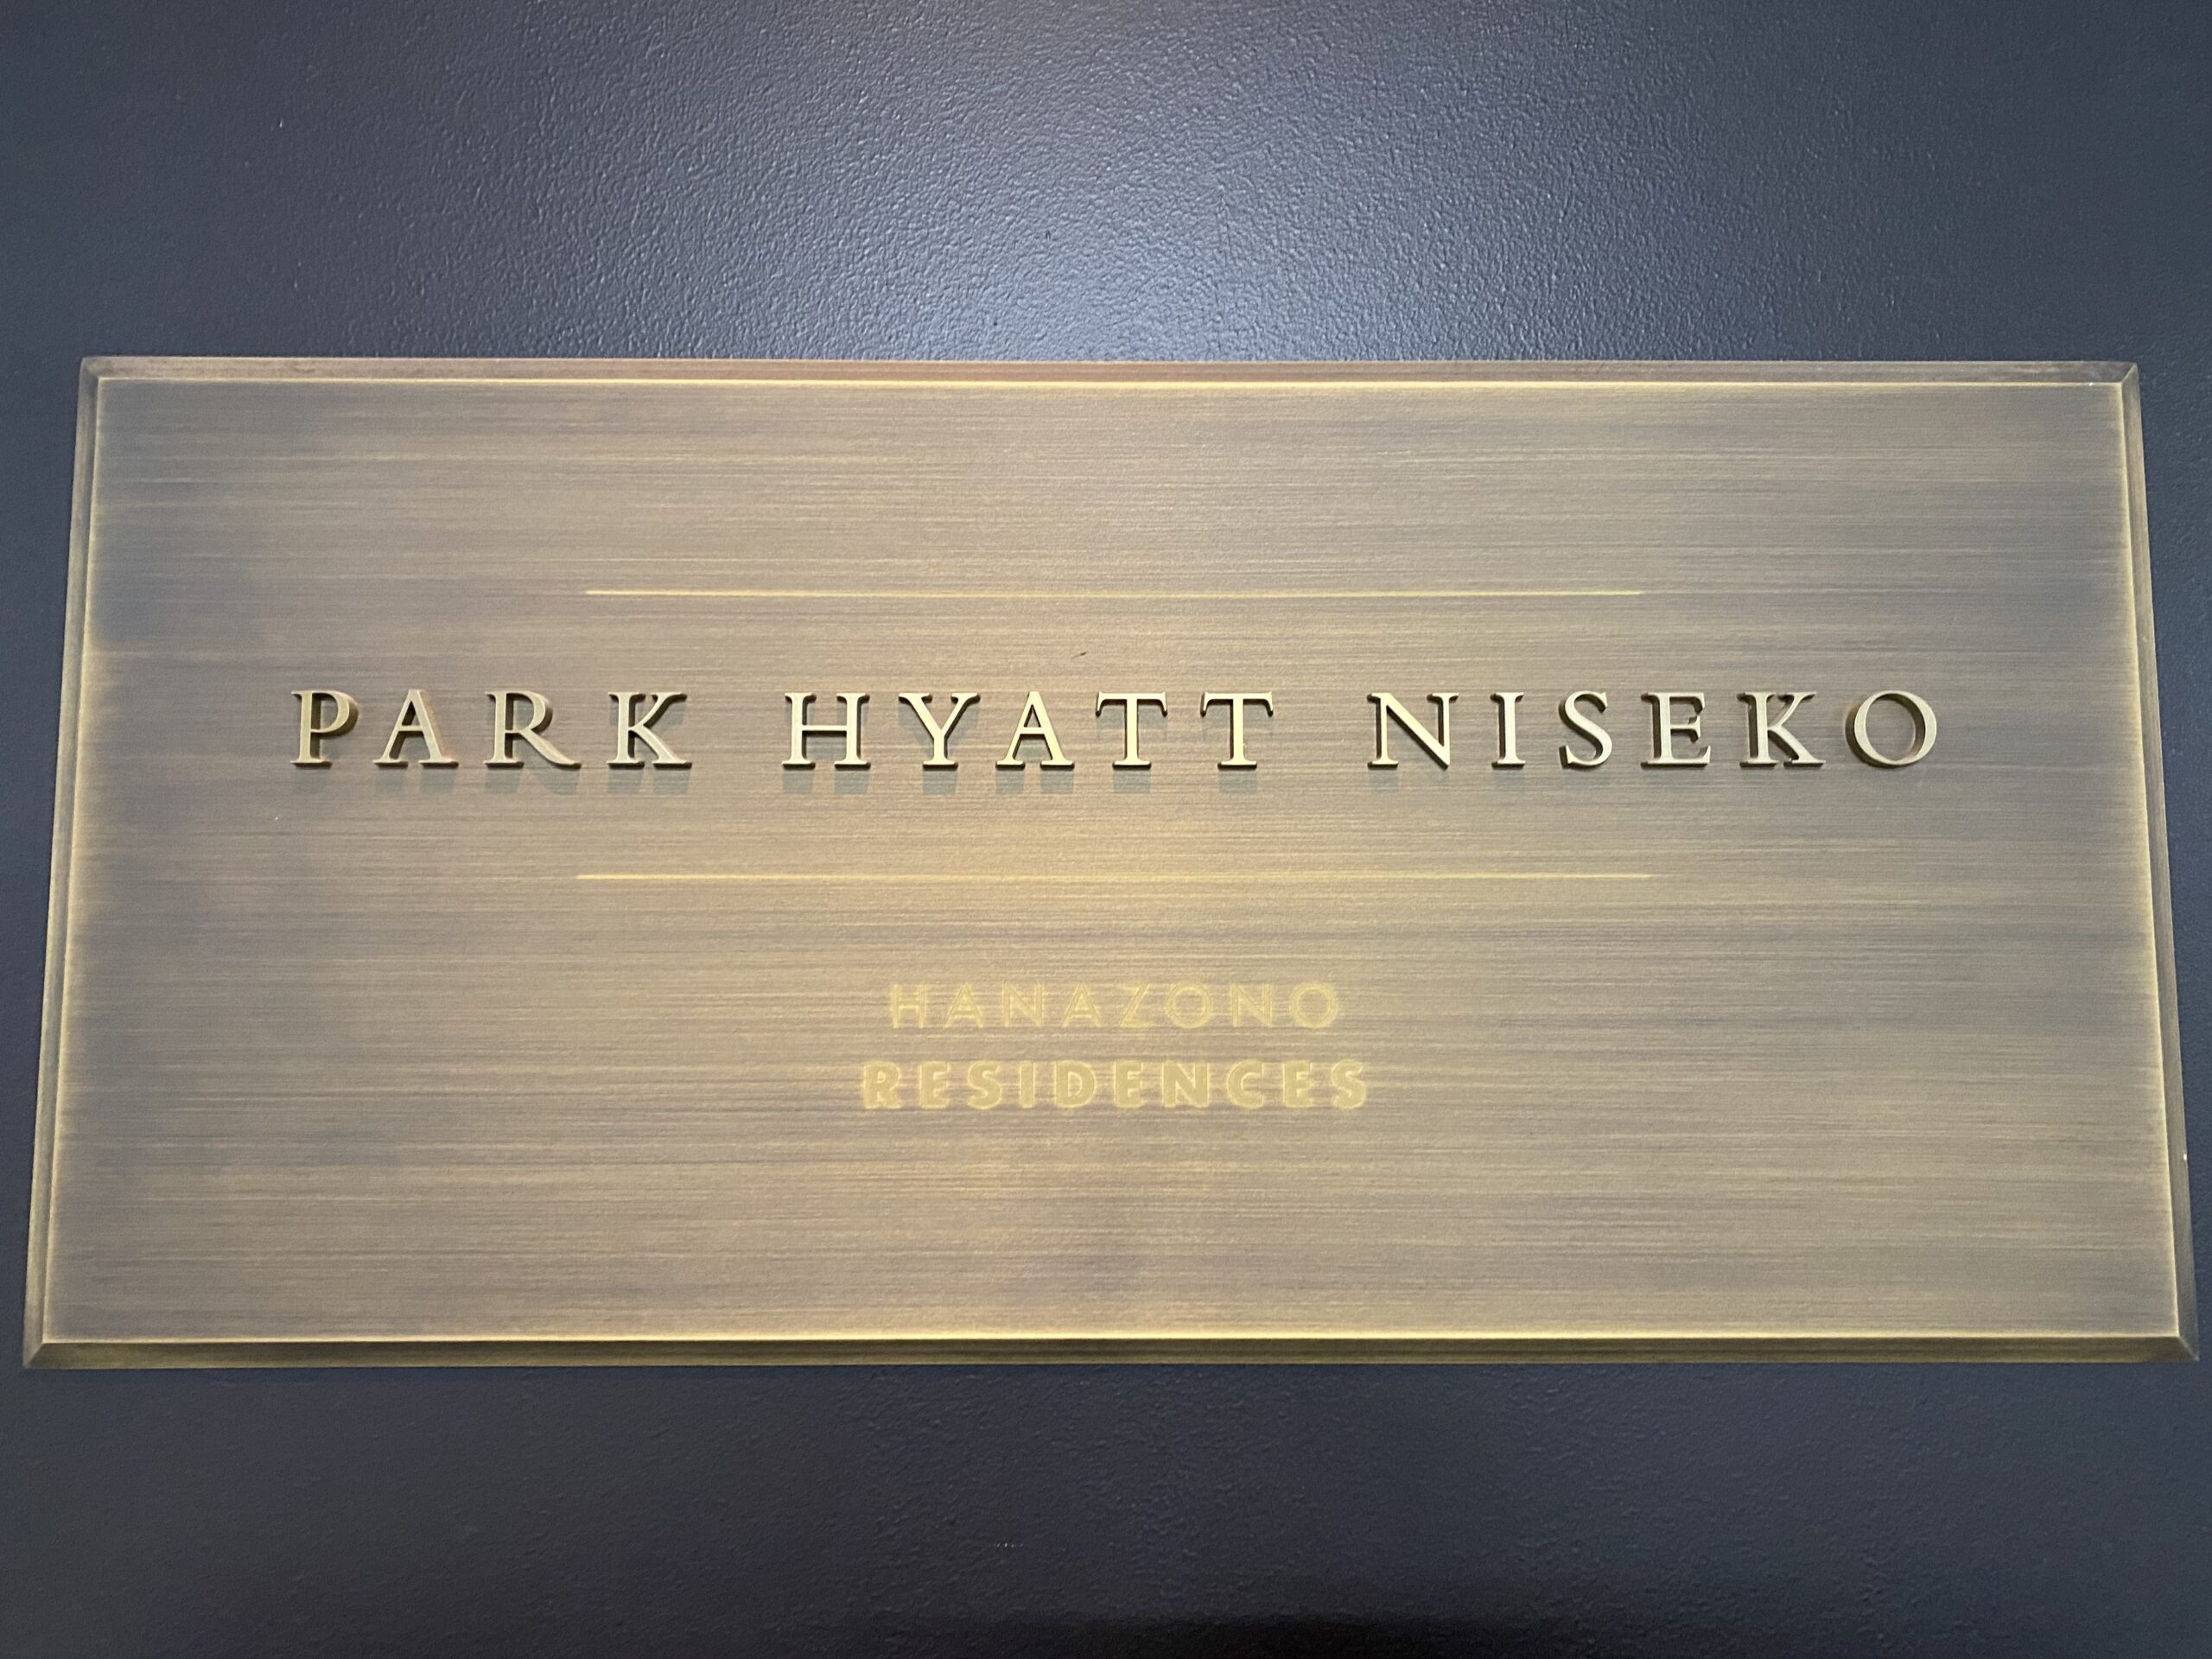 PARK HYATT NISEKO
HANAZONO
RESIDENCES